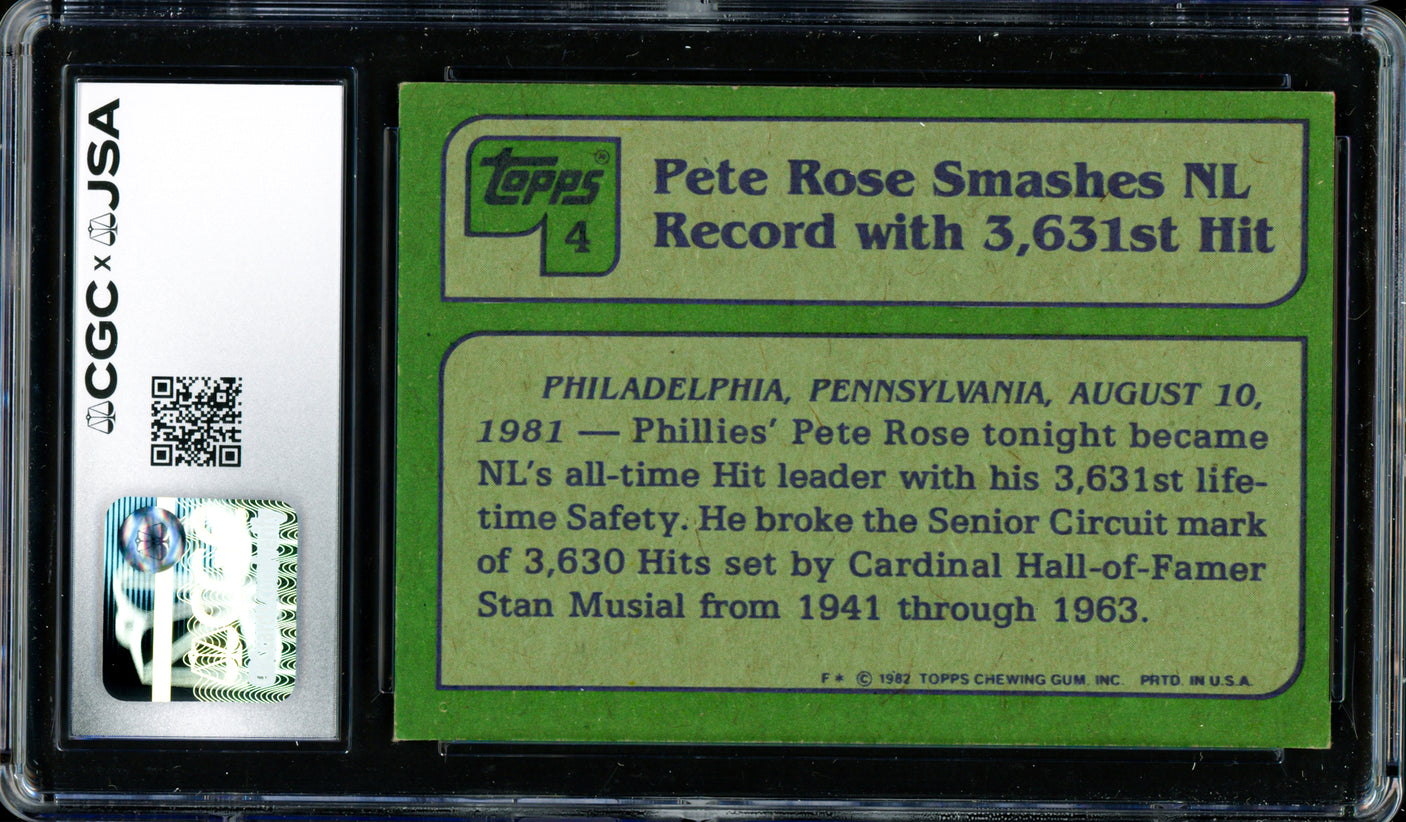 CGC x JSA
topps®
4
Pete Rose Smashes NL
Record with 3,631st Hit
PHILADELPHIA, PENNSYLVANIA, AUGUST 10,
1981 — Phillies' Pete Rose tonight became
NL's all-time Hit leader with his 3,631st life-
time Safety. He broke the Senior Circuit mark
of 3,630 Hits set by Cardinal Hall-of-Famer
Stan Musial from 1941 through 1963.
F* © 1982 TOPPS CHEWING GUM, INC. PRTD. IN U.S.A.